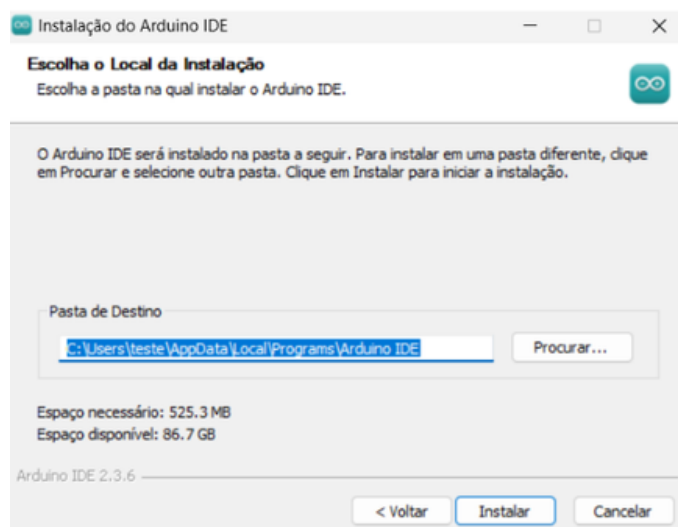 Instalação do Arduino IDE
Escolha o Local da Instalação
Escolha a pasta na qual instalar o Arduino IDE.
O Arduino IDE será instalado na pasta a seguir. Para instalar em uma pasta diferente, clique
em Procurar e selecione outra pasta. Clique em Instalar para iniciar a instalação.
Pasta de Destino
C:\Users\teste\AppData\Local\Programs\Arduino IDE
Procurar...
Espaço necessário: 525.3 MB
Espaço disponível: 86.7 GB
Arduino IDE 2.3.6
< Voltar
Instalar
Cancelar